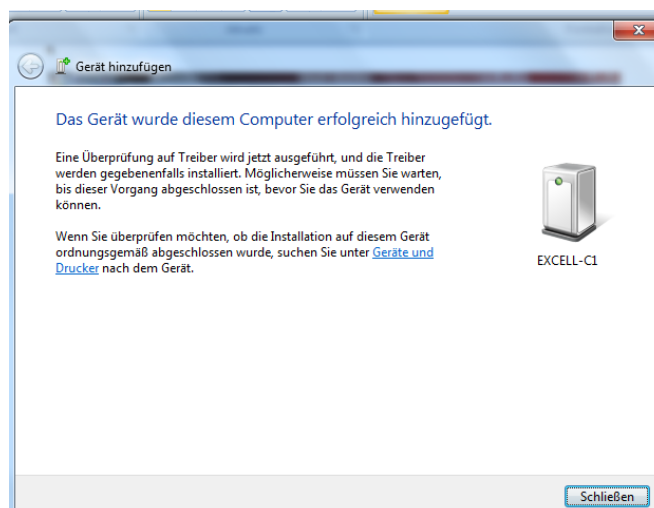 Gerät hinzufügen
Das Gerät wurde diesem Computer erfolgreich hinzugefügt.
Eine Überprüfung auf Treiber wird jetzt ausgeführt, und die Treiber
werden gegebenenfalls installiert. Möglicherweise müssen Sie warten,
bis dieser Vorgang abgeschlossen ist, bevor Sie das Gerät verwenden
können.
Wenn Sie überprüfen möchten, ob die Installation auf diesem Gerät
ordnungsgemäß abgeschlossen wurde, suchen Sie unter Geräte und
Drucker nach dem Gerät.
EXCELL-C1
Schließen